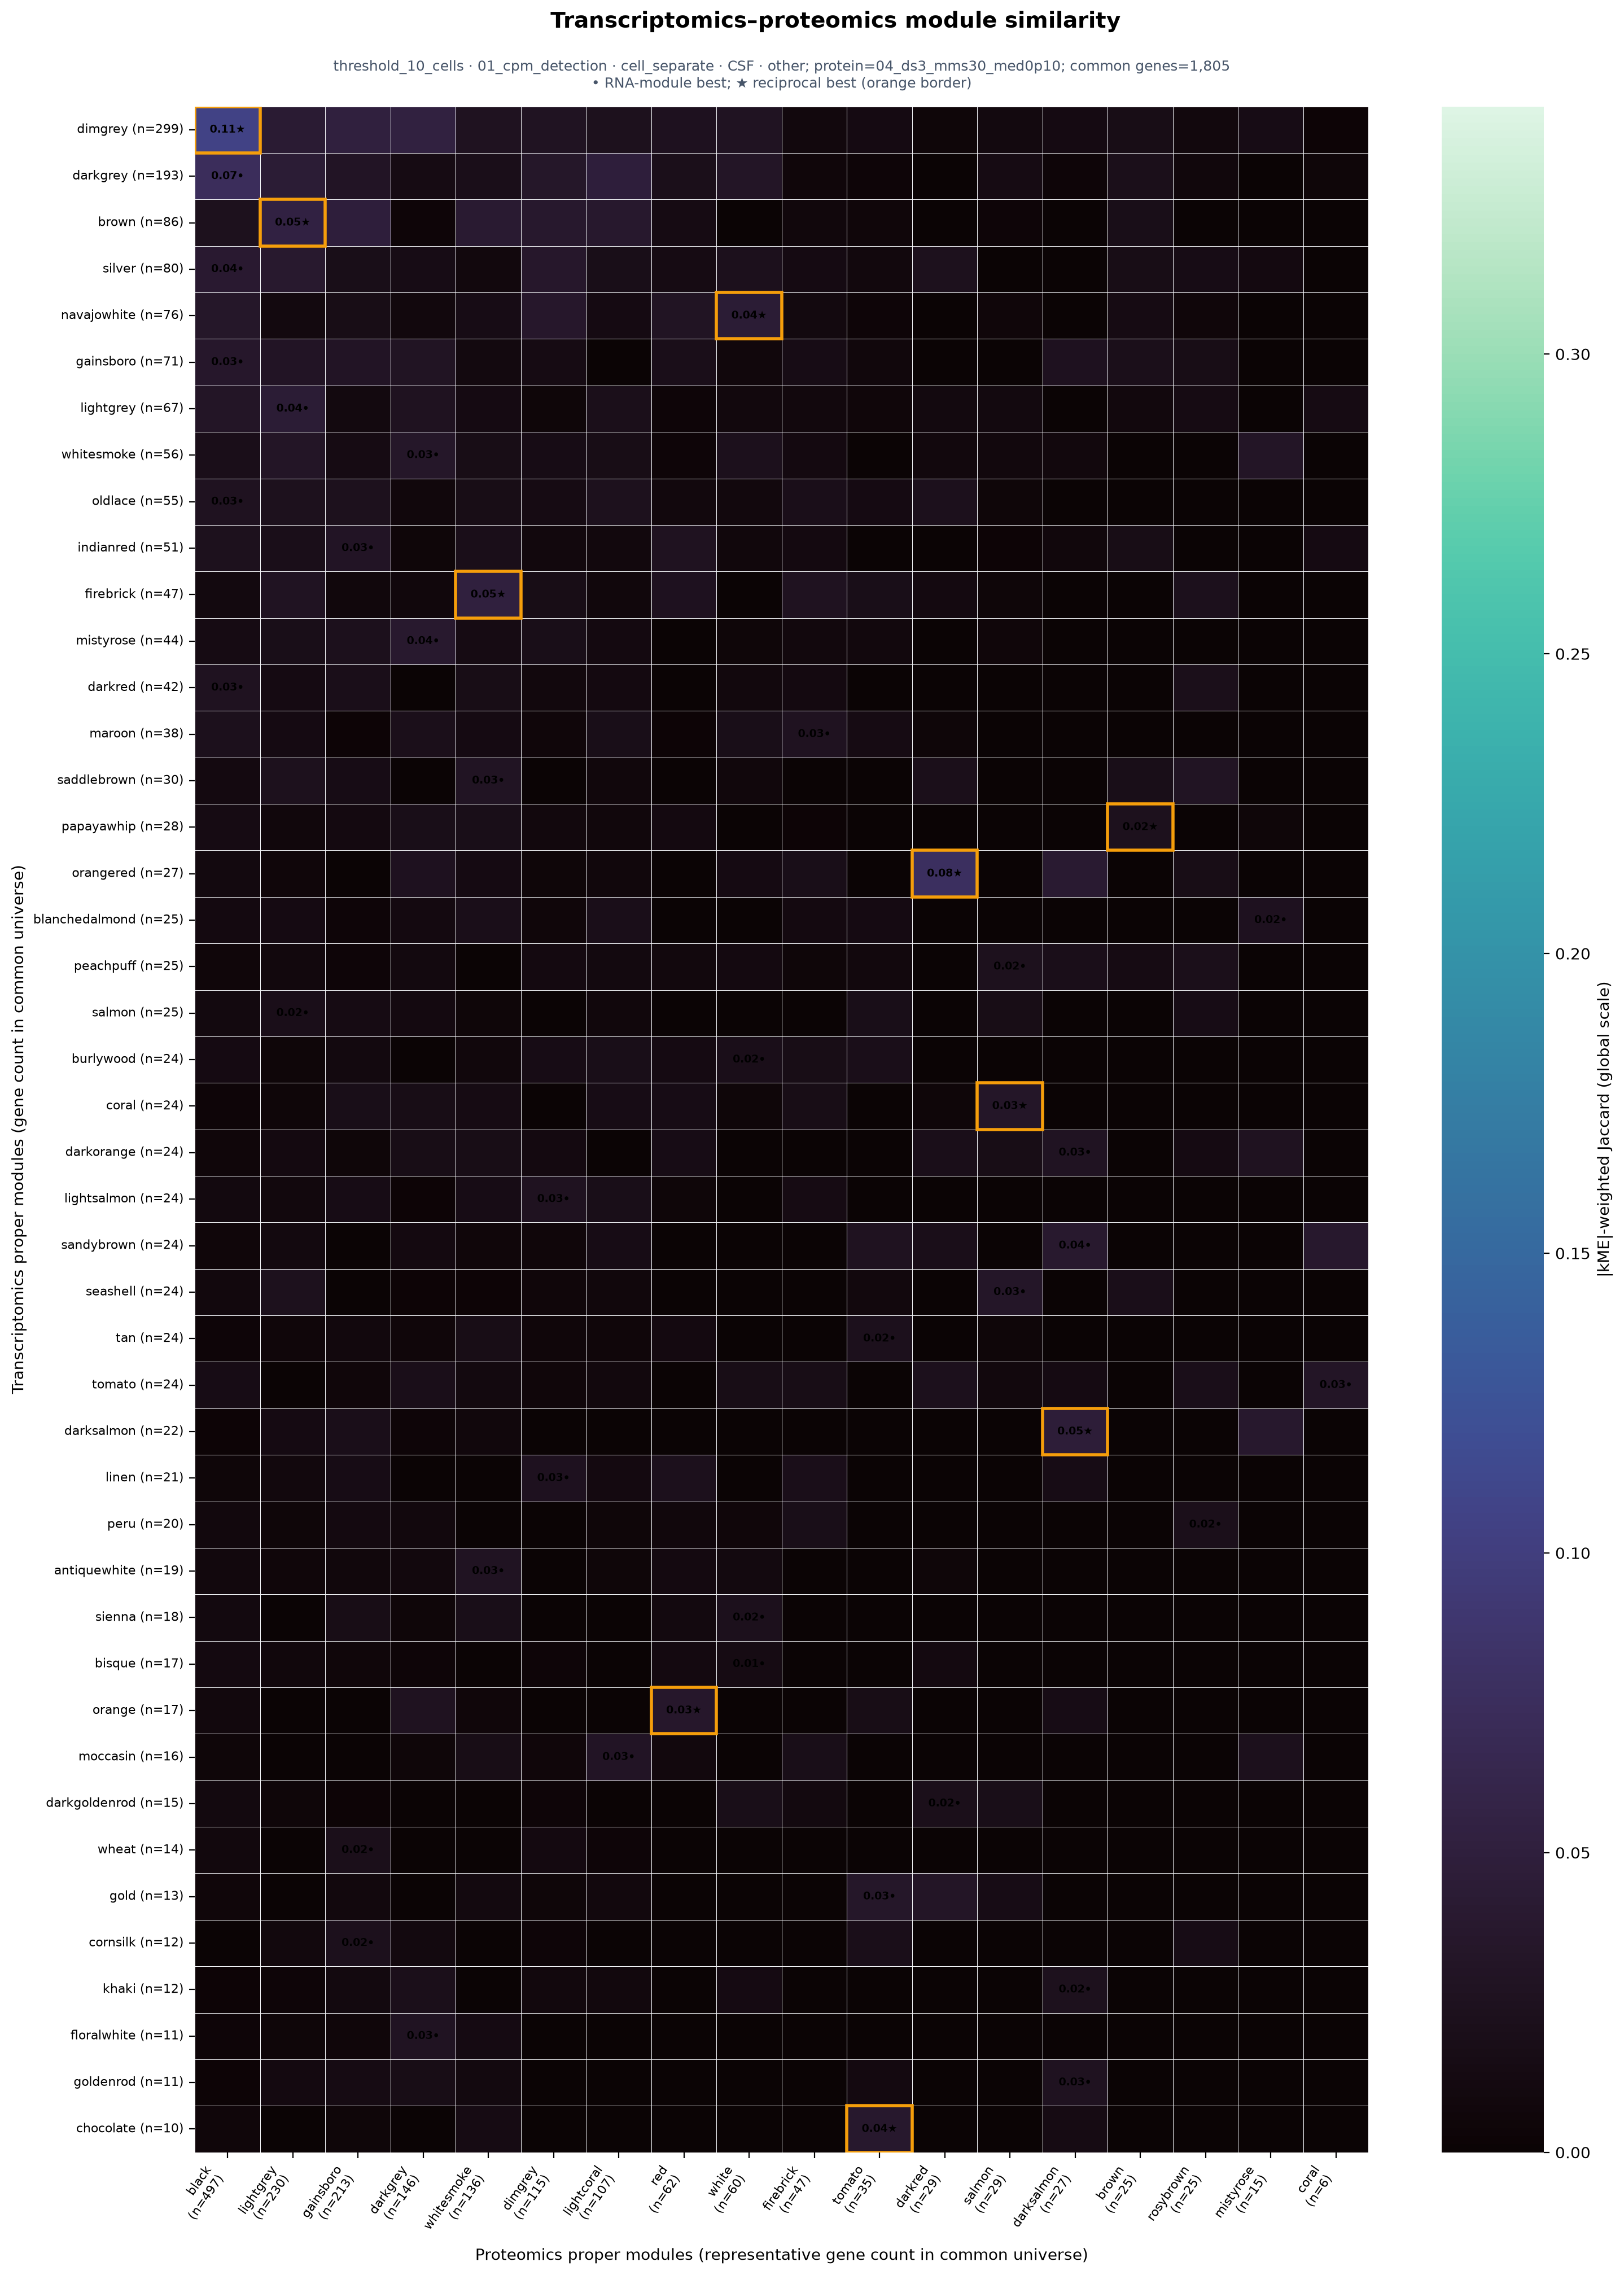 Transcriptomics–proteomics module similarity
threshold_10_cells · 01_cpm_detection · cell_separate · CSF · other; protein=04_ds3_mms30_med0p10; common genes=1,805
• RNA-module best; ★ reciprocal best (orange border)
dimgrey (n=299) 0.11★
darkgrey (n=193) 0.07•
brown (n=86) 0.05★
silver (n=80) 0.04•
navajowhite (n=76) 0.04★
gainsboro (n=71) 0.03•
lightgrey (n=67) 0.04•
whitesmoke (n=56) 0.03•
oldlace (n=55) 0.03•
indianred (n=51) 0.03•
firebrick (n=47) 0.05★
mistyrose (n=44) 0.04•
darkred (n=42) 0.03•
maroon (n=38) 0.03•
saddlebrown (n=30) 0.03•
papayawhip (n=28) 0.02★
orangered (n=27) 0.08★
blanchedalmond (n=25) 0.02•
peachpuff (n=25) 0.02•
salmon (n=25) 0.02•
burlywood (n=24) 0.02•
coral (n=24) 0.03★
darkorange (n=24) 0.03•
lightsalmon (n=24) 0.03•
sandybrown (n=24) 0.04•
seashell (n=24) 0.03•
tan (n=24) 0.02•
tomato (n=24) 0.03•
darksalmon (n=22) 0.05★
linen (n=21) 0.03•
peru (n=20) 0.02•
antiquewhite (n=19) 0.03•
sienna (n=18) 0.02•
bisque (n=17) 0.01•
orange (n=17) 0.03★
moccasin (n=16) 0.03•
darkgoldenrod (n=15) 0.02•
wheat (n=14) 0.02•
gold (n=13) 0.03•
cornsilk (n=12) 0.02•
khaki (n=12) 0.02•
floralwhite (n=11) 0.03•
goldenrod (n=11) 0.03•
chocolate (n=10) 0.04★
Transcriptomics proper modules (gene count in common universe)
black
(n=497)
lightgrey
(n=230)
gainsboro
(n=213)
darkgrey
(n=146)
whitesmoke
(n=136)
dimgrey
(n=115)
lightcoral
(n=107)
red
(n=62)
white
(n=60)
firebrick
(n=47)
tomato
(n=35)
darkred
(n=29)
salmon
(n=29)
darksalmon
(n=27)
brown
(n=25)
rosybrown
(n=25)
mistyrose
(n=15)
coral
(n=6)
Proteomics proper modules (representative gene count in common universe)
0.30
0.25
0.20
0.15
0.10
0.05
0.00
|kME|-weighted Jaccard (global scale)